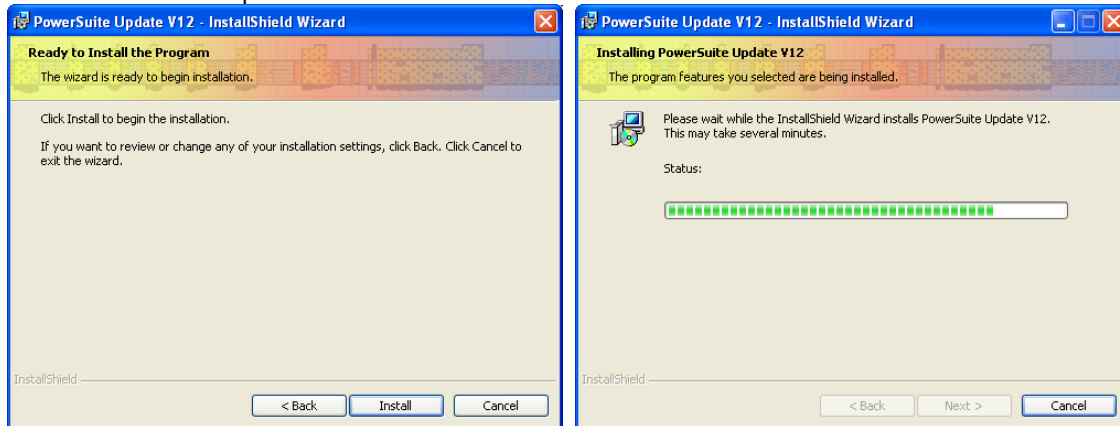 PowerSuite Update V12 - InstallShield Wizard
Ready to Install the Program
The wizard is ready to begin installation.
Click Install to begin the installation.
If you want to review or change any of your installation settings, click Back. Click Cancel to
exit the wizard.
InstallShield
< Back
Install
Cancel
PowerSuite Update V12 - InstallShield Wizard
Installing PowerSuite Update V12
The program features you selected are being installed.
Please wait while the InstallShield Wizard installs PowerSuite Update V12.
This may take several minutes.
Status:
InstallShield
< Back
Next >
Cancel